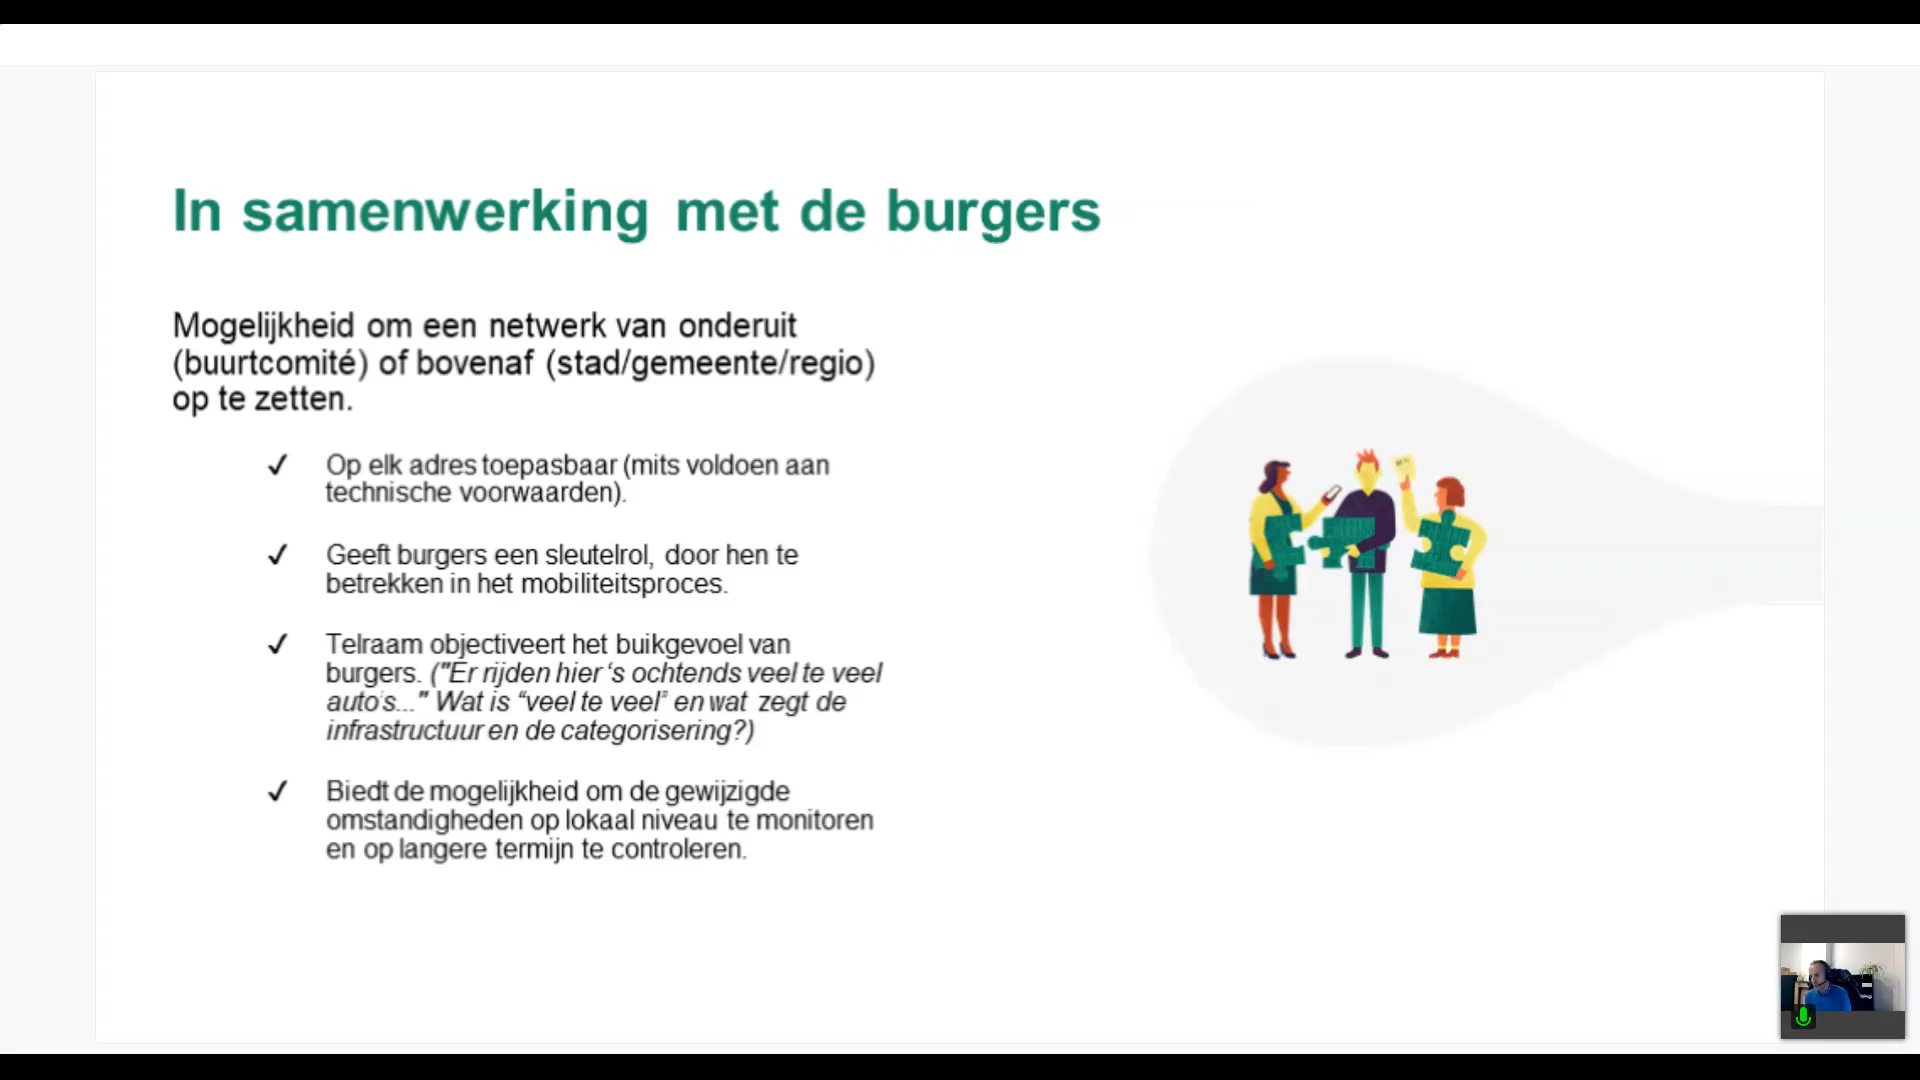 In samenwerking met de burgers
Mogelijkheid om een netwerk van onderuit
(buurtcomité) of bovenaf (stad/gemeente/regio)
op te zetten.
✓ Op elk adres toepasbaar (mits voldoen aan
technische voorwaarden).
✓ Geeft burgers een sleutelrol, door hen te
betrekken in het mobiliteitsproces.
✓ Telraam objectiveert het buikgevoel van
burgers. ("Er rijden hier ‘s ochtends veel te veel
auto’s..." Wat is “veel te veel” en wat zegt de
infrastructuur en de categorisering?)
✓ Biedt de mogelijkheid om de gewijzigde
omstandigheden op lokaal niveau te monitoren
en op langere termijn te controleren.